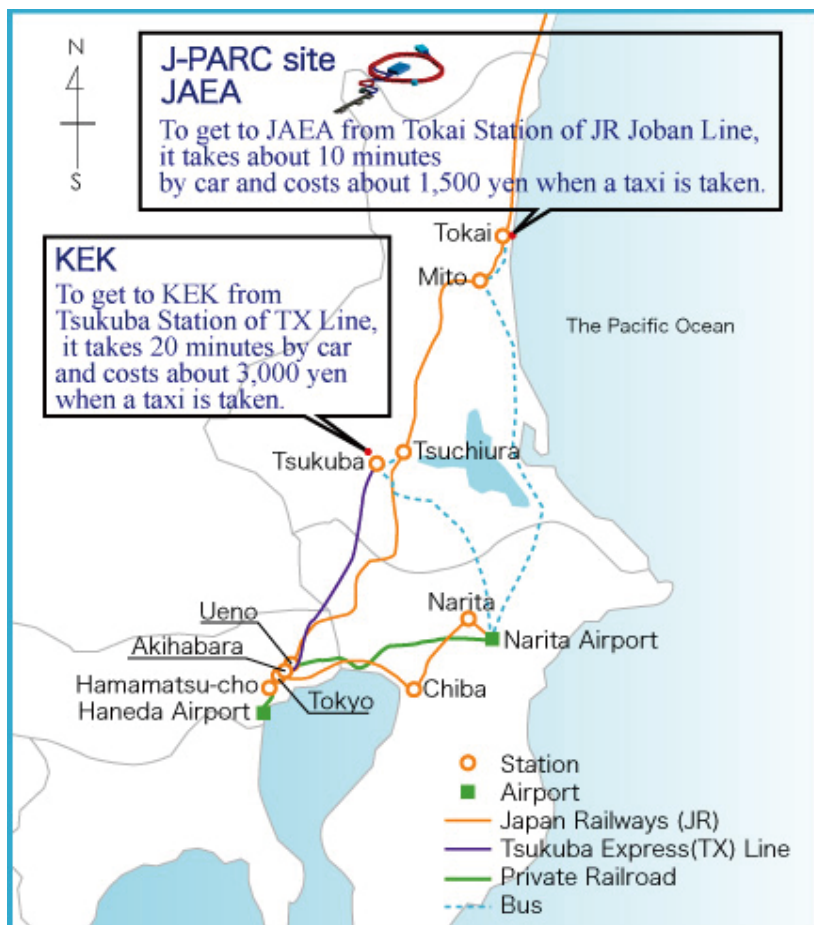 N
S
J-PARC site
JAEA
To get to JAEA from Tokai Station of JR Joban Line,
it takes about 10 minutes
by car and costs about 1,500 yen when a taxi is taken.
Tokai
Mito
KEK
To get to KEK from
Tsukuba Station of TX Line,
it takes 20 minutes by car
and costs about 3,000 yen
when a taxi is taken.
The Pacific Ocean
Tsukuba
Tsuchiura
Ueno
Narita
Akihabara
Narita Airport
Hamamatsu-cho
Tokyo
Chiba
Haneda Airport
Station
Airport
Japan Railways (JR)
Tsukuba Express(TX) Line
Private Railroad
Bus